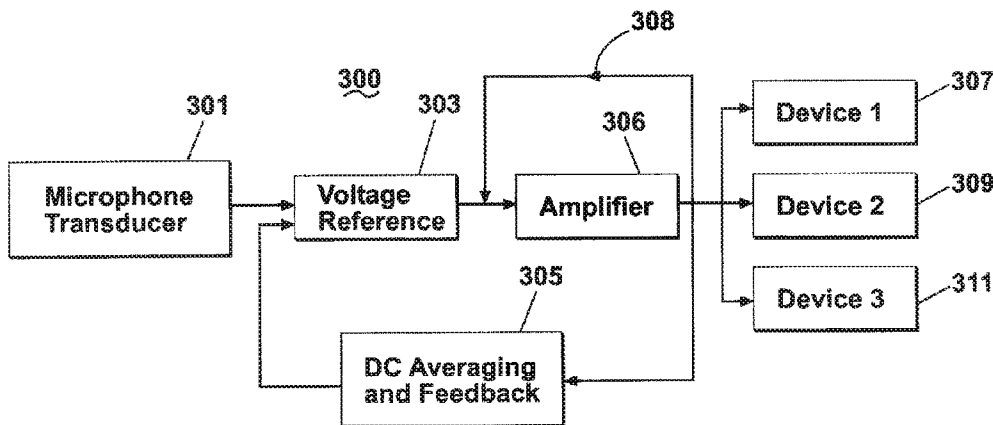 308
300
301
303
306
307
Microphone
Transducer
Voltage
Reference
Amplifier
Device 1
Device 2
309
Device 3
311
305
DC Averaging
and Feedback